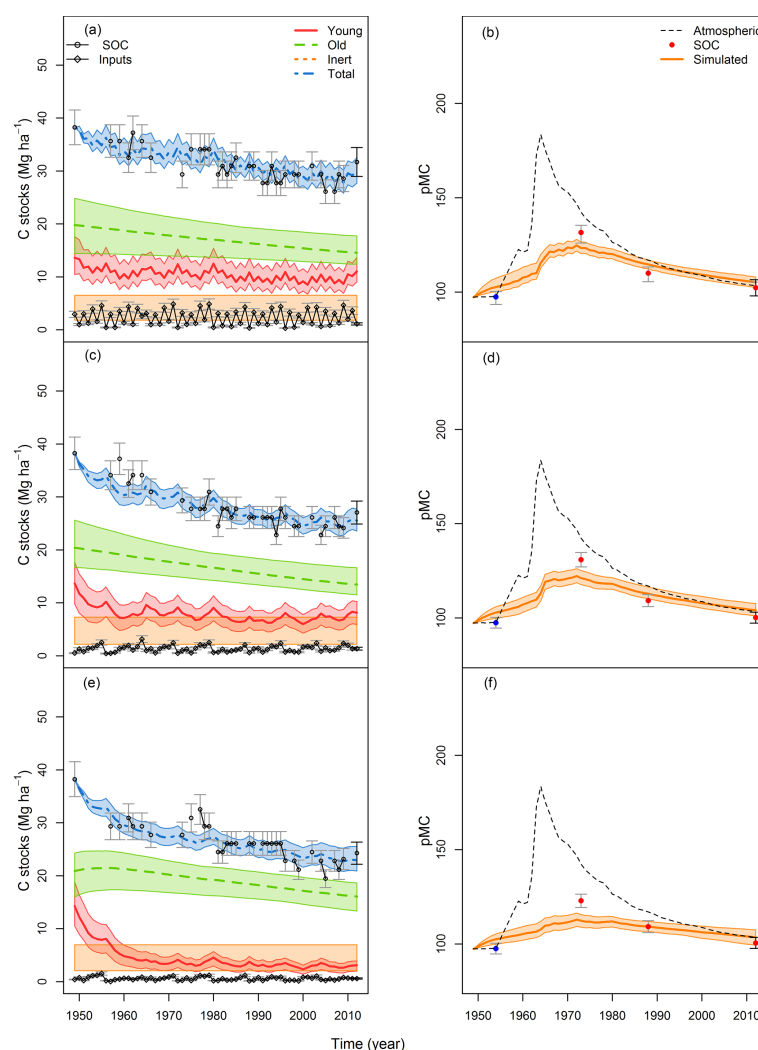 (a)
SOC
Inputs
Young
Old
Inert
Total
50
40
30
20
10
0
C stocks (Mg ha⁻¹)
(b)
Atmospheric
SOC
Simulated
200
150
100
pMC
(c)
50
40
30
20
10
0
C stocks (Mg ha⁻¹)
(d)
200
150
100
pMC
(e)
50
40
30
20
10
0
C stocks (Mg ha⁻¹)
1950 1960 1970 1980 1990 2000 2010
(f)
200
150
100
pMC
1950 1960 1970 1980 1990 2000 2010
Time (year)